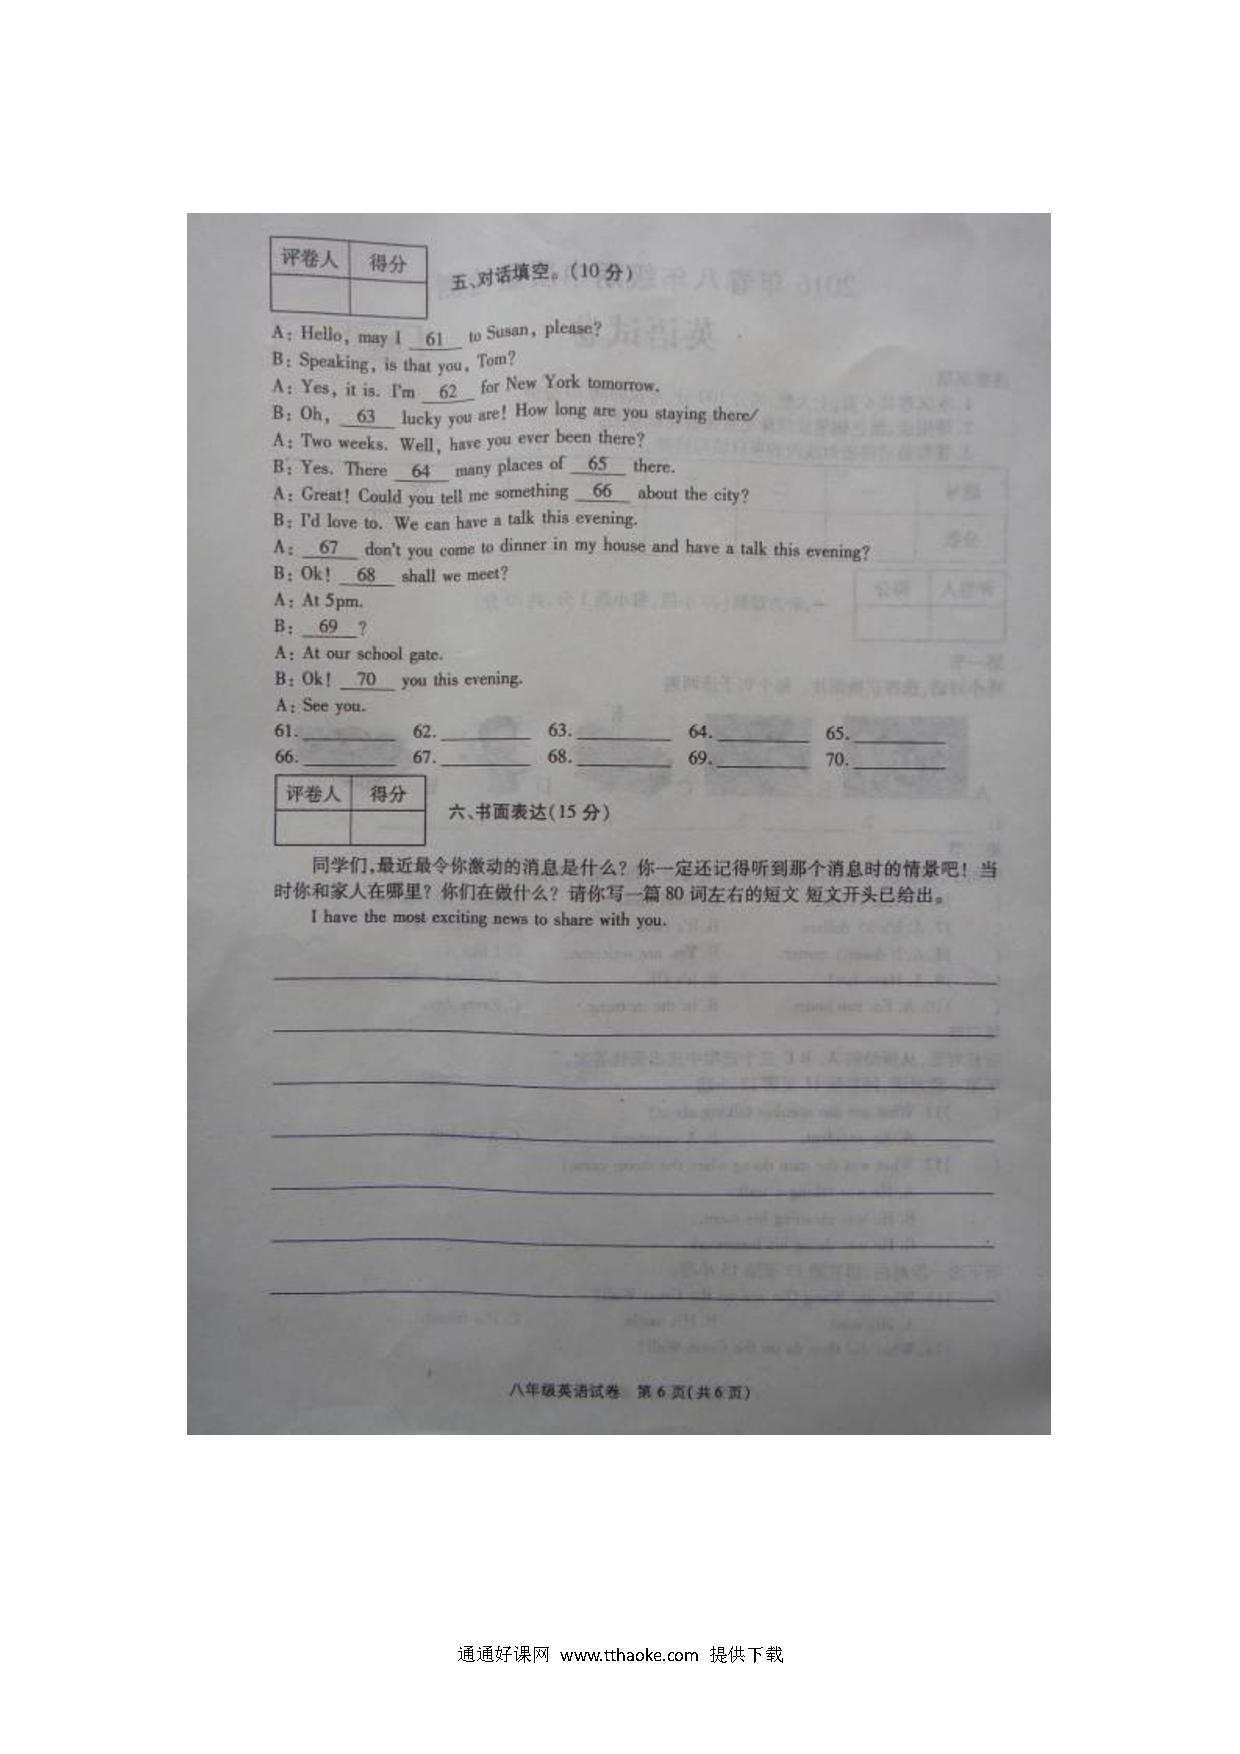 评卷人 得分
五、对话填空。(10分)
A: Hello, may I 61 to Susan, please?
B: Speaking, is that you, Tom?
A: Yes, it is. I'm 62 for New York tomorrow.
B: Oh, 63 lucky you are! How long are you staying there/
A: Two weeks. Well, have you ever been there?
B: Yes. There 64 many places of 65 there.
A: Great! Could you tell me something 66 about the city?
B: I'd love to. We can have a talk this evening.
A: 67 don't you come to dinner in my house and have a talk this evening?
B: Ok! 68 shall we meet?
A: At 5pm.
B: 69 ?
A: At our school gate.
B: Ok! 70 you this evening.
A: See you.
61. 62. 63. 64. 65.
66. 67. 68. 69. 70.
评卷人 得分
六、书面表达(15分)
同学们,最近最令你激动的消息是什么?你一定还记得听到那个消息时的情景吧!当
时你和家人在哪里?你们在做什么?请你写一篇80词左右的短文 短文开头已给出。
I have the most exciting news to share with you.
八年级英语试卷 第6页(共6页)
通通好课网 www.tthaoke.com 提供下载